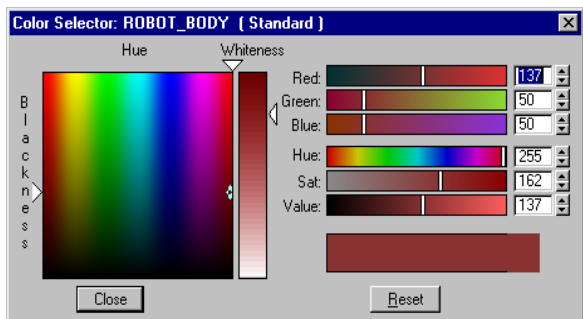 Color Selector: ROBOT_BODY ( Standard )
Hue
Whiteness
Blackness
Red: 137
Green: 50
Blue: 50
Hue: 255
Sat: 162
Value: 137
Close
Reset